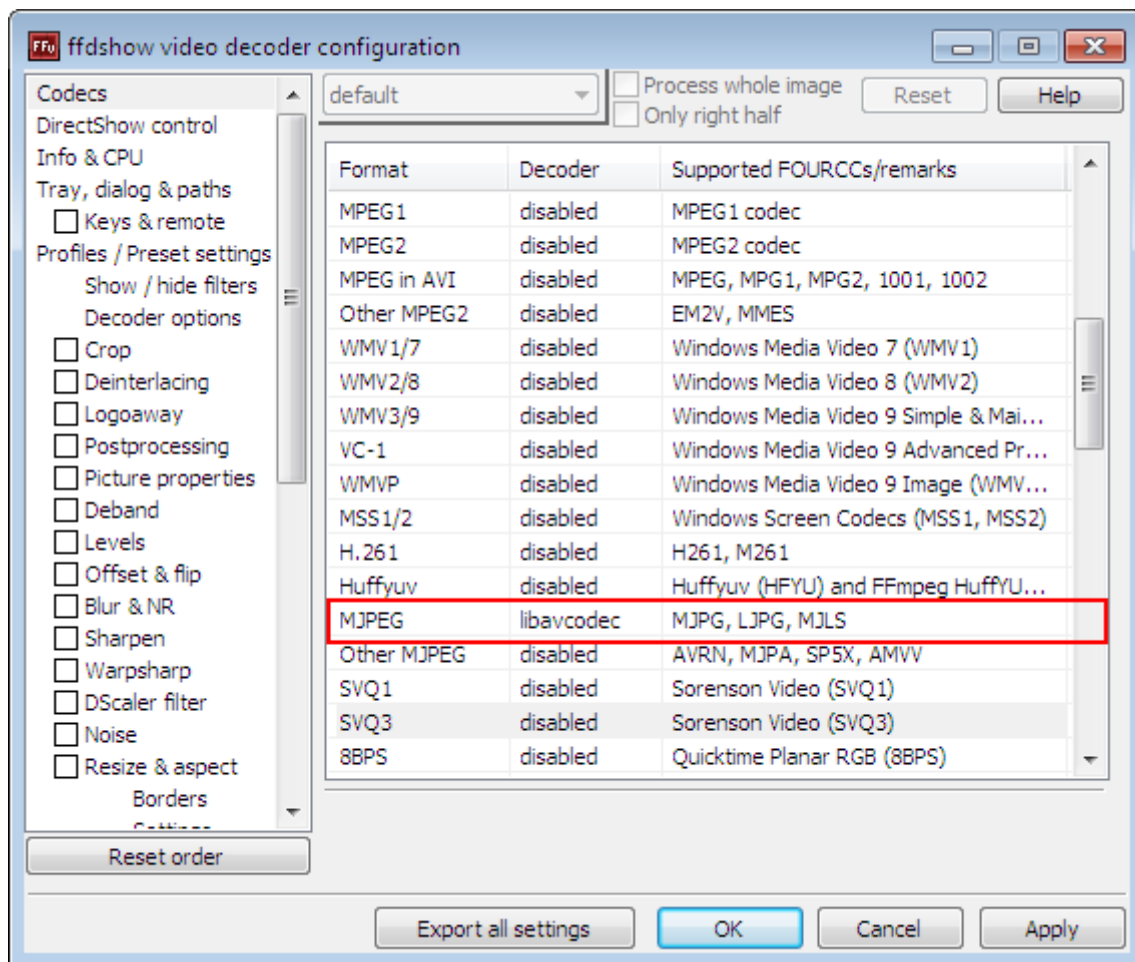 FFv ffdshow video decoder configuration
Codecs
DirectShow control
Info & CPU
Tray, dialog & paths
Keys & remote
Profiles / Preset settings
Show / hide filters
Decoder options
Crop
Deinterlacing
Logoaway
Postprocessing
Picture properties
Deband
Levels
Offset & flip
Blur & NR
Sharpen
Warpsharp
DScaler filter
Noise
Resize & aspect
Borders
Settings
Reset order
default
Process whole image
Only right half
Reset
Help
Format Decoder Supported FOURCCs/remarks
MPEG1 disabled MPEG1 codec
MPEG2 disabled MPEG2 codec
MPEG in AVI disabled MPEG, MPG1, MPG2, 1001, 1002
Other MPEG2 disabled EM2V, MMES
WMV1/7 disabled Windows Media Video 7 (WMV1)
WMV2/8 disabled Windows Media Video 8 (WMV2)
WMV3/9 disabled Windows Media Video 9 Simple & Mai...
VC-1 disabled Windows Media Video 9 Advanced Pr...
WMVP disabled Windows Media Video 9 Image (WMV...
MSS1/2 disabled Windows Screen Codecs (MSS1, MSS2)
H.261 disabled H261, M261
Huffyuv disabled Huffyuv (HFYU) and FFmpeg HuffYU...
MJPEG libavcodec MJPG, LJPG, MJLS
Other MJPEG disabled AVRN, MJPA, SP5X, AMVV
SVQ1 disabled Sorenson Video (SVQ1)
SVQ3 disabled Sorenson Video (SVQ3)
8BPS disabled Quicktime Planar RGB (8BPS)
Export all settings
OK
Cancel
Apply